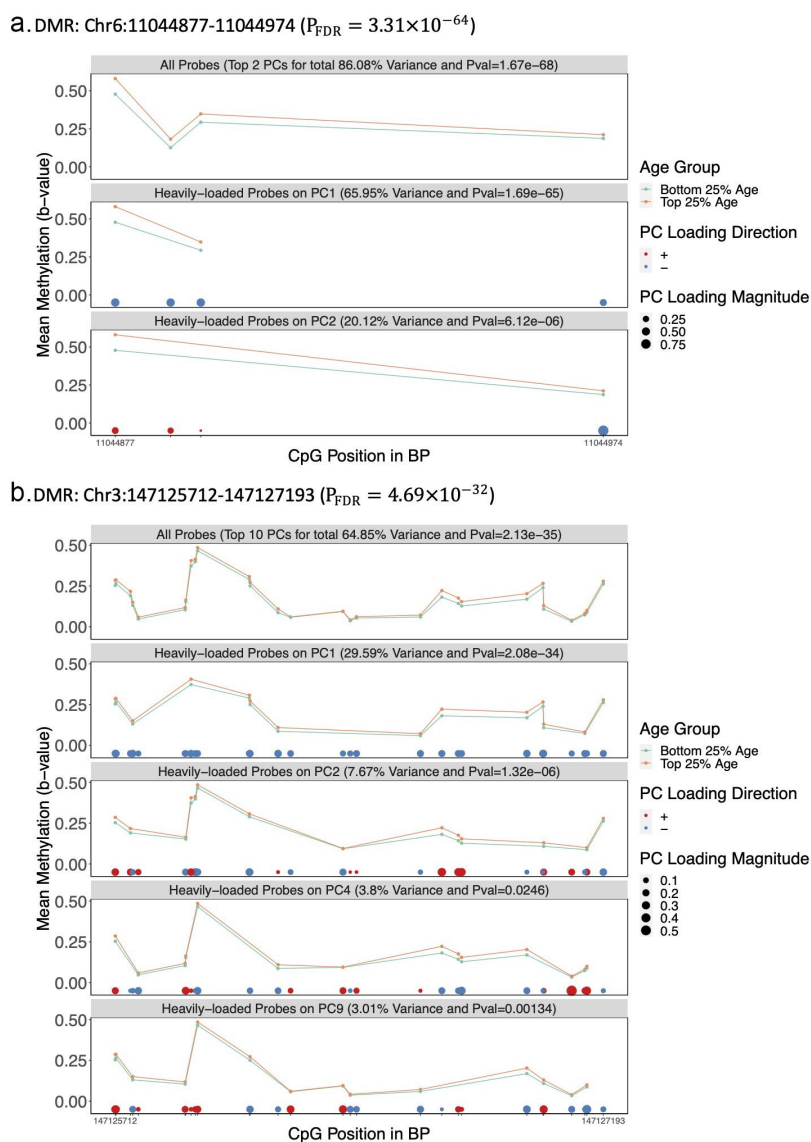 a. DMR: Chr6:11044877-11044974 (P_FDR = 3.31×10⁻⁶⁴)
All Probes (Top 2 PCs for total 86.08% Variance and Pval=1.67e−68)
0.50
0.25
0.00
Heavily−loaded Probes on PC1 (65.95% Variance and Pval=1.69e−65)
0.50
0.25
0.00
Heavily−loaded Probes on PC2 (20.12% Variance and Pval=6.12e−06)
0.50
0.25
0.00
Mean Methylation (b−value)
11044877
11044974
CpG Position in BP
Age Group
Bottom 25% Age
Top 25% Age
PC Loading Direction
+
−
PC Loading Magnitude
0.25
0.50
0.75
b. DMR: Chr3:147125712-147127193 (P_FDR = 4.69×10⁻³²)
All Probes (Top 10 PCs for total 64.85% Variance and Pval=2.13e−35)
0.50
0.25
0.00
Heavily−loaded Probes on PC1 (29.59% Variance and Pval=2.08e−34)
0.50
0.25
0.00
Heavily−loaded Probes on PC2 (7.67% Variance and Pval=1.32e−06)
0.50
0.25
0.00
Heavily−loaded Probes on PC4 (3.8% Variance and Pval=0.0246)
0.50
0.25
0.00
Heavily−loaded Probes on PC9 (3.01% Variance and Pval=0.00134)
0.50
0.25
0.00
Mean Methylation (b−value)
147125712
147127193
CpG Position in BP
Age Group
Bottom 25% Age
Top 25% Age
PC Loading Direction
+
−
PC Loading Magnitude
0.1
0.2
0.3
0.4
0.5